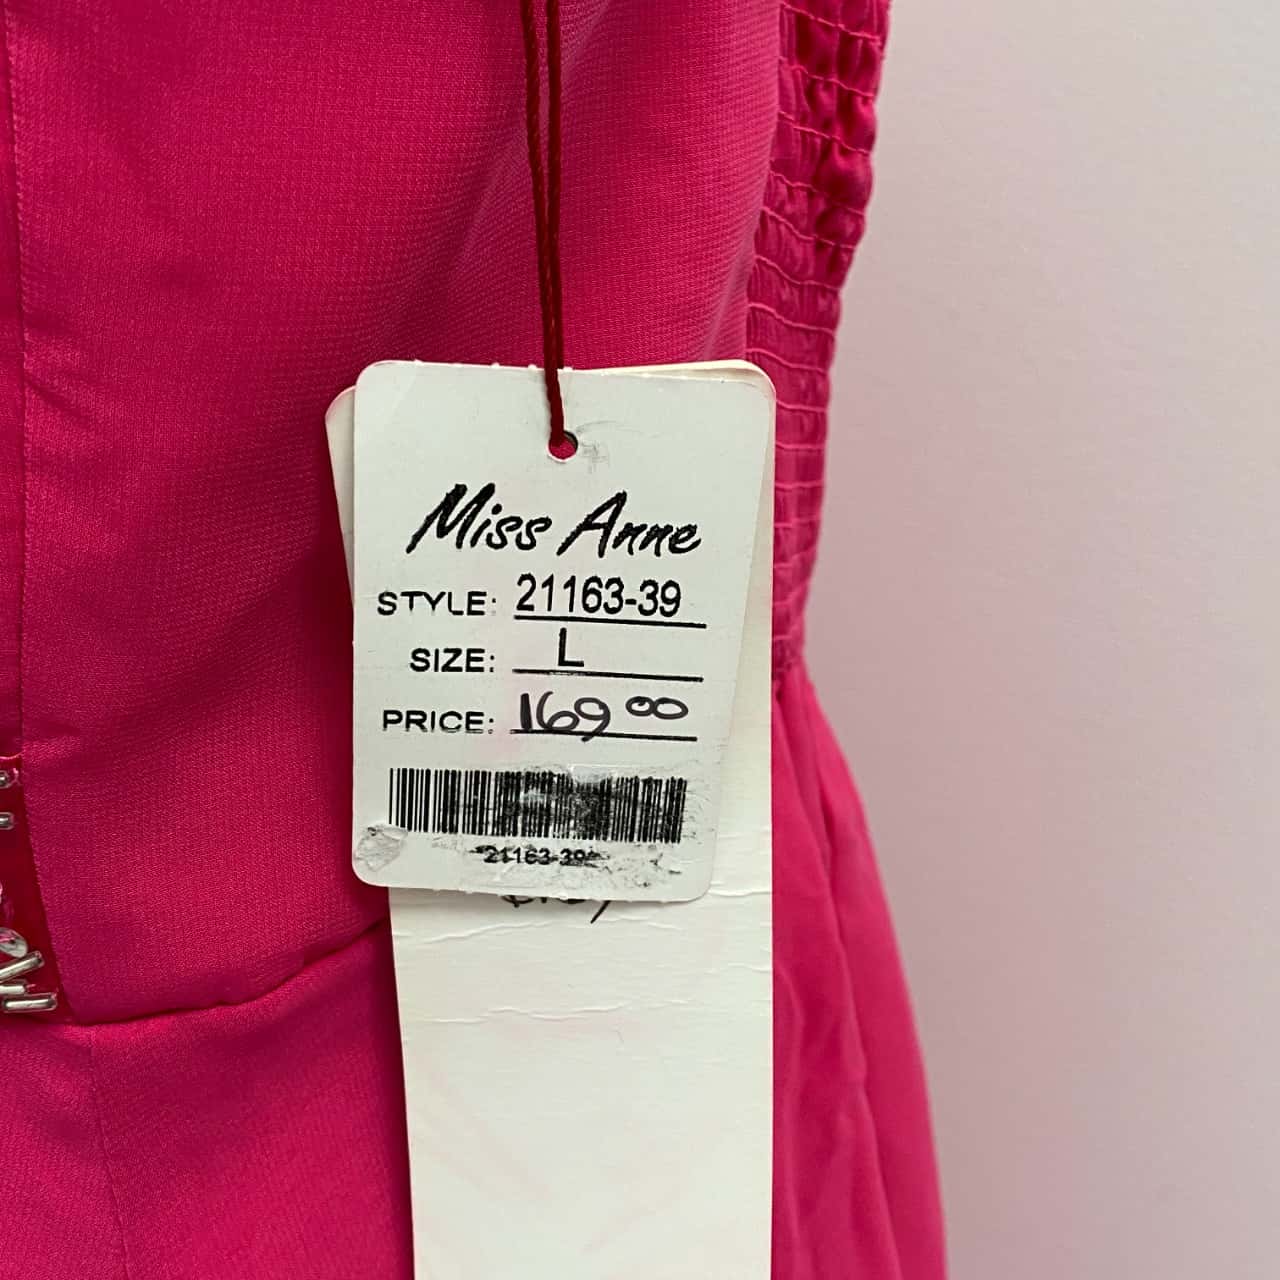 Miss Anne
STYLE: 21163-39
SIZE: L
PRICE: 169 00
*21163-39*